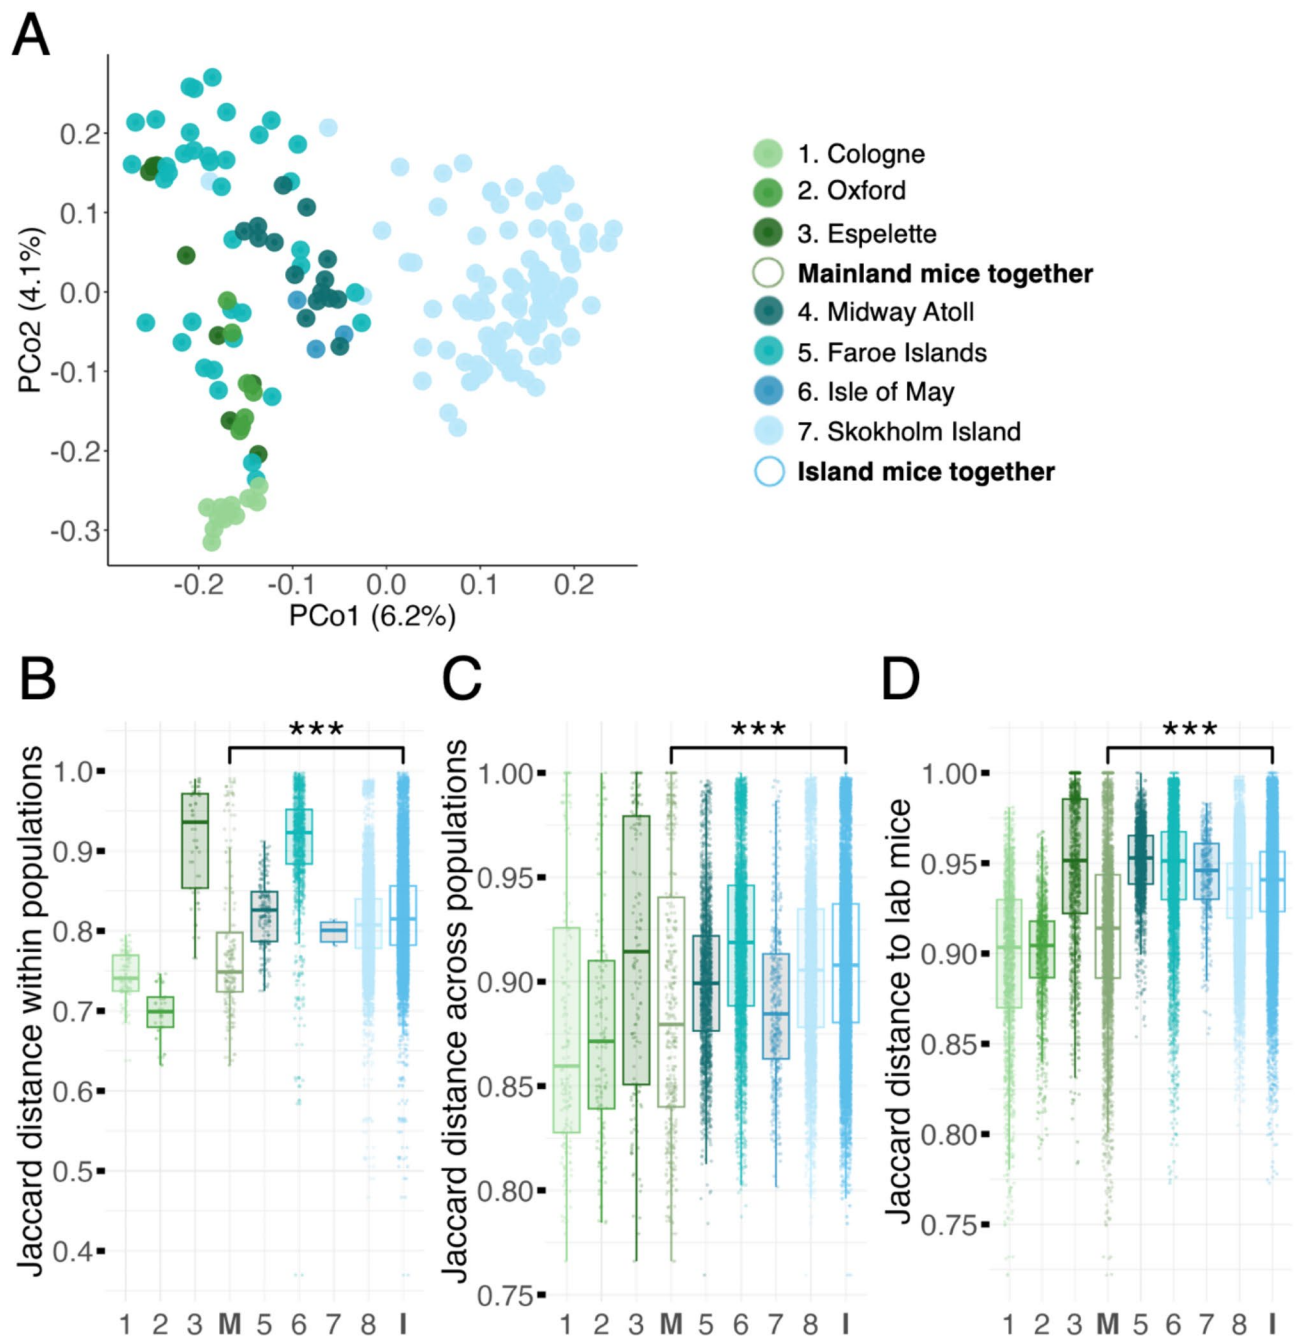 A
PCo2 (4.1%)
0.2
0.1
0.0
-0.1
-0.2
-0.3
-0.2 -0.1 0.0 0.1 0.2
PCo1 (6.2%)
1. Cologne
2. Oxford
3. Espelette
Mainland mice together
4. Midway Atoll
5. Faroe Islands
6. Isle of May
7. Skokholm Island
Island mice together
B
Jaccard distance within populations
***
1.0
0.9
0.8
0.7
0.6
0.5
0.4
1 2 3 M 5 6 7 8 I
C
Jaccard distance across populations
***
1.00
0.95
0.90
0.85
0.80
0.75
1 2 3 M 5 6 7 8 I
D
Jaccard distance to lab mice
***
1.00
0.95
0.90
0.85
0.80
0.75
1 2 3 M 5 6 7 8 I